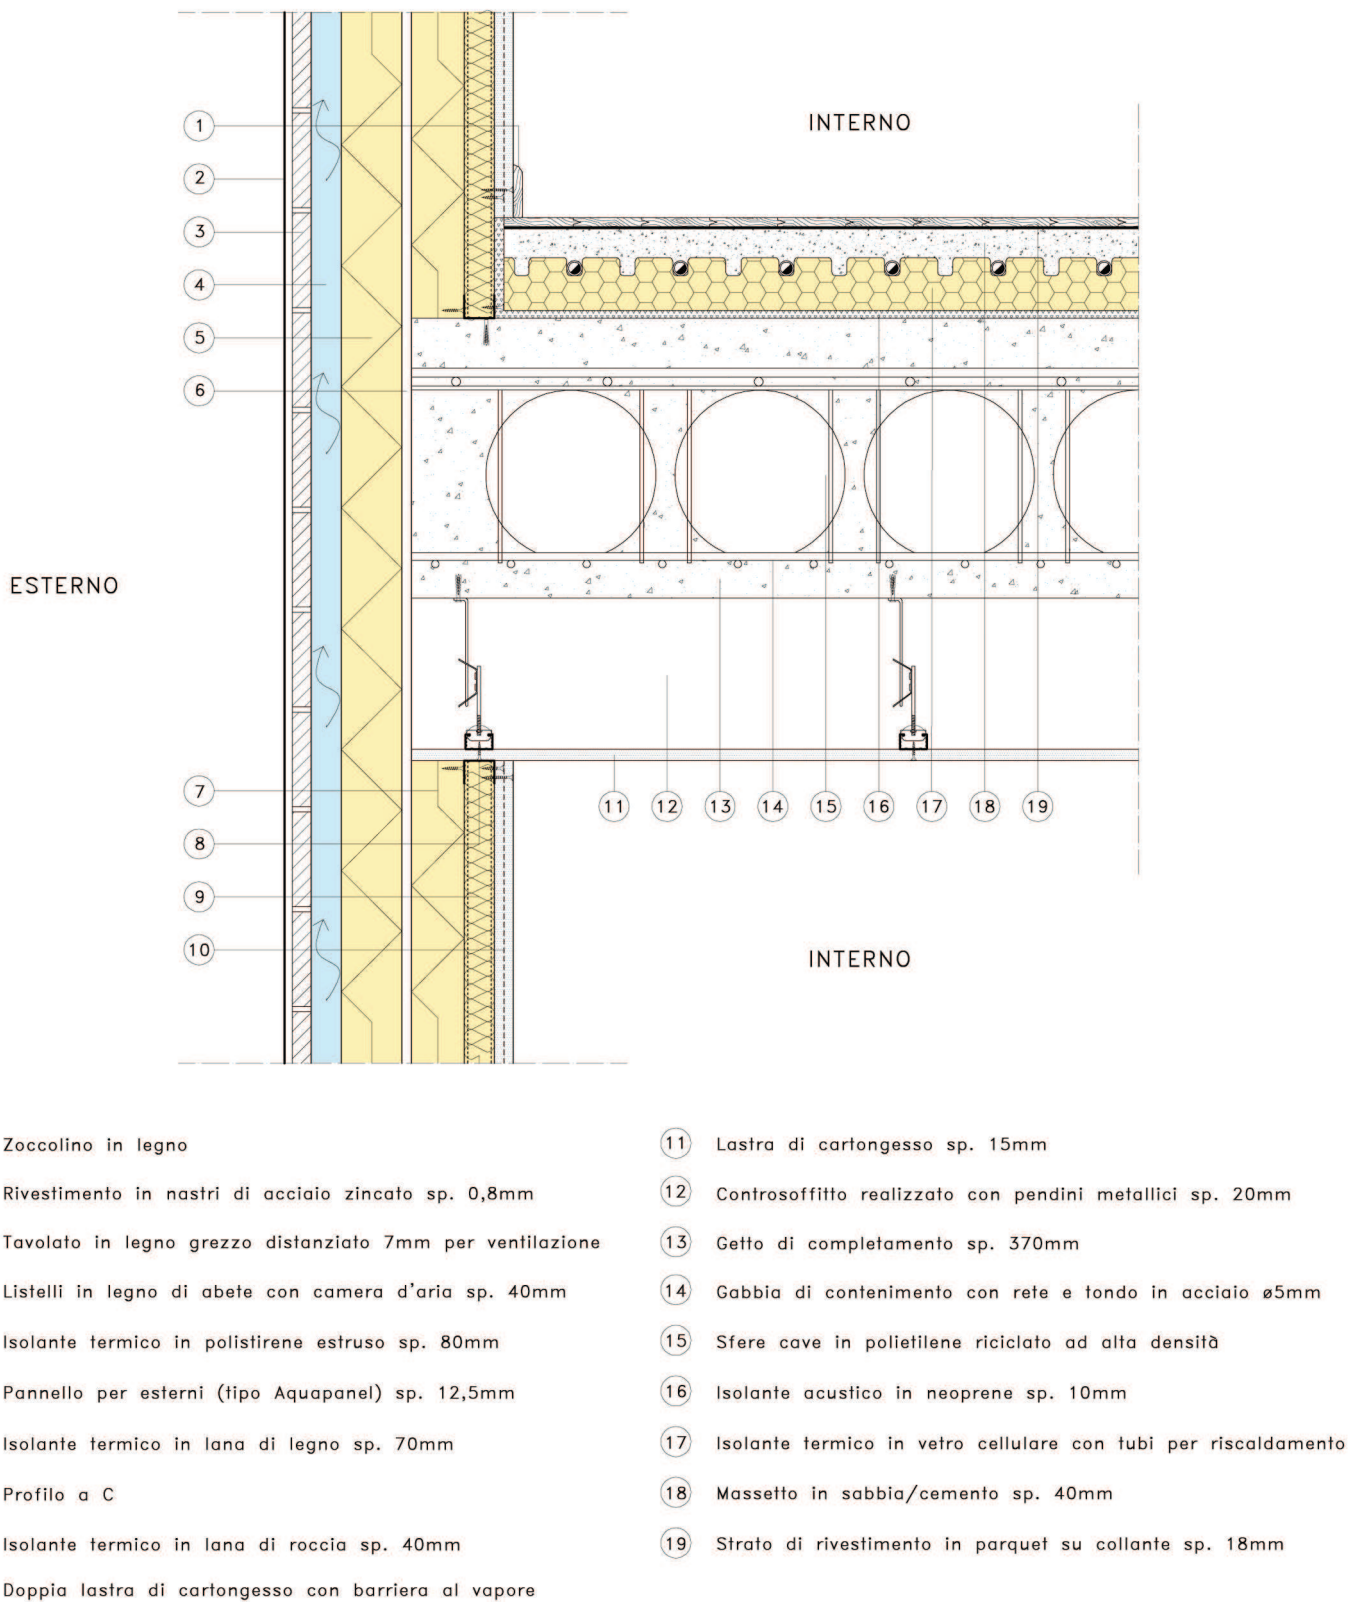 INTERNO
1
2
3
4
5
6
ESTERNO
7
8
9
10
11 12 13 14 15 16 17 18 19
INTERNO
Zoccolino in legno
Rivestimento in nastri di acciaio zincato sp. 0,8mm
Tavolato in legno grezzo distanziato 7mm per ventilazione
Listelli in legno di abete con camera d'aria sp. 40mm
Isolante termico in polistirene estruso sp. 80mm
Pannello per esterni (tipo Aquapanel) sp. 12,5mm
Isolante termico in lana di legno sp. 70mm
Profilo a C
Isolante termico in lana di roccia sp. 40mm
Doppia lastra di cartongesso con barriera al vapore
11 Lastra di cartongesso sp. 15mm
12 Controsoffitto realizzato con pendini metallici sp. 20mm
13 Getto di completamento sp. 370mm
14 Gabbia di contenimento con rete e tondo in acciaio ø5mm
15 Sfere cave in polietilene riciclato ad alta densità
16 Isolante acustico in neoprene sp. 10mm
17 Isolante termico in vetro cellulare con tubi per riscaldamento
18 Massetto in sabbia/cemento sp. 40mm
19 Strato di rivestimento in parquet su collante sp. 18mm